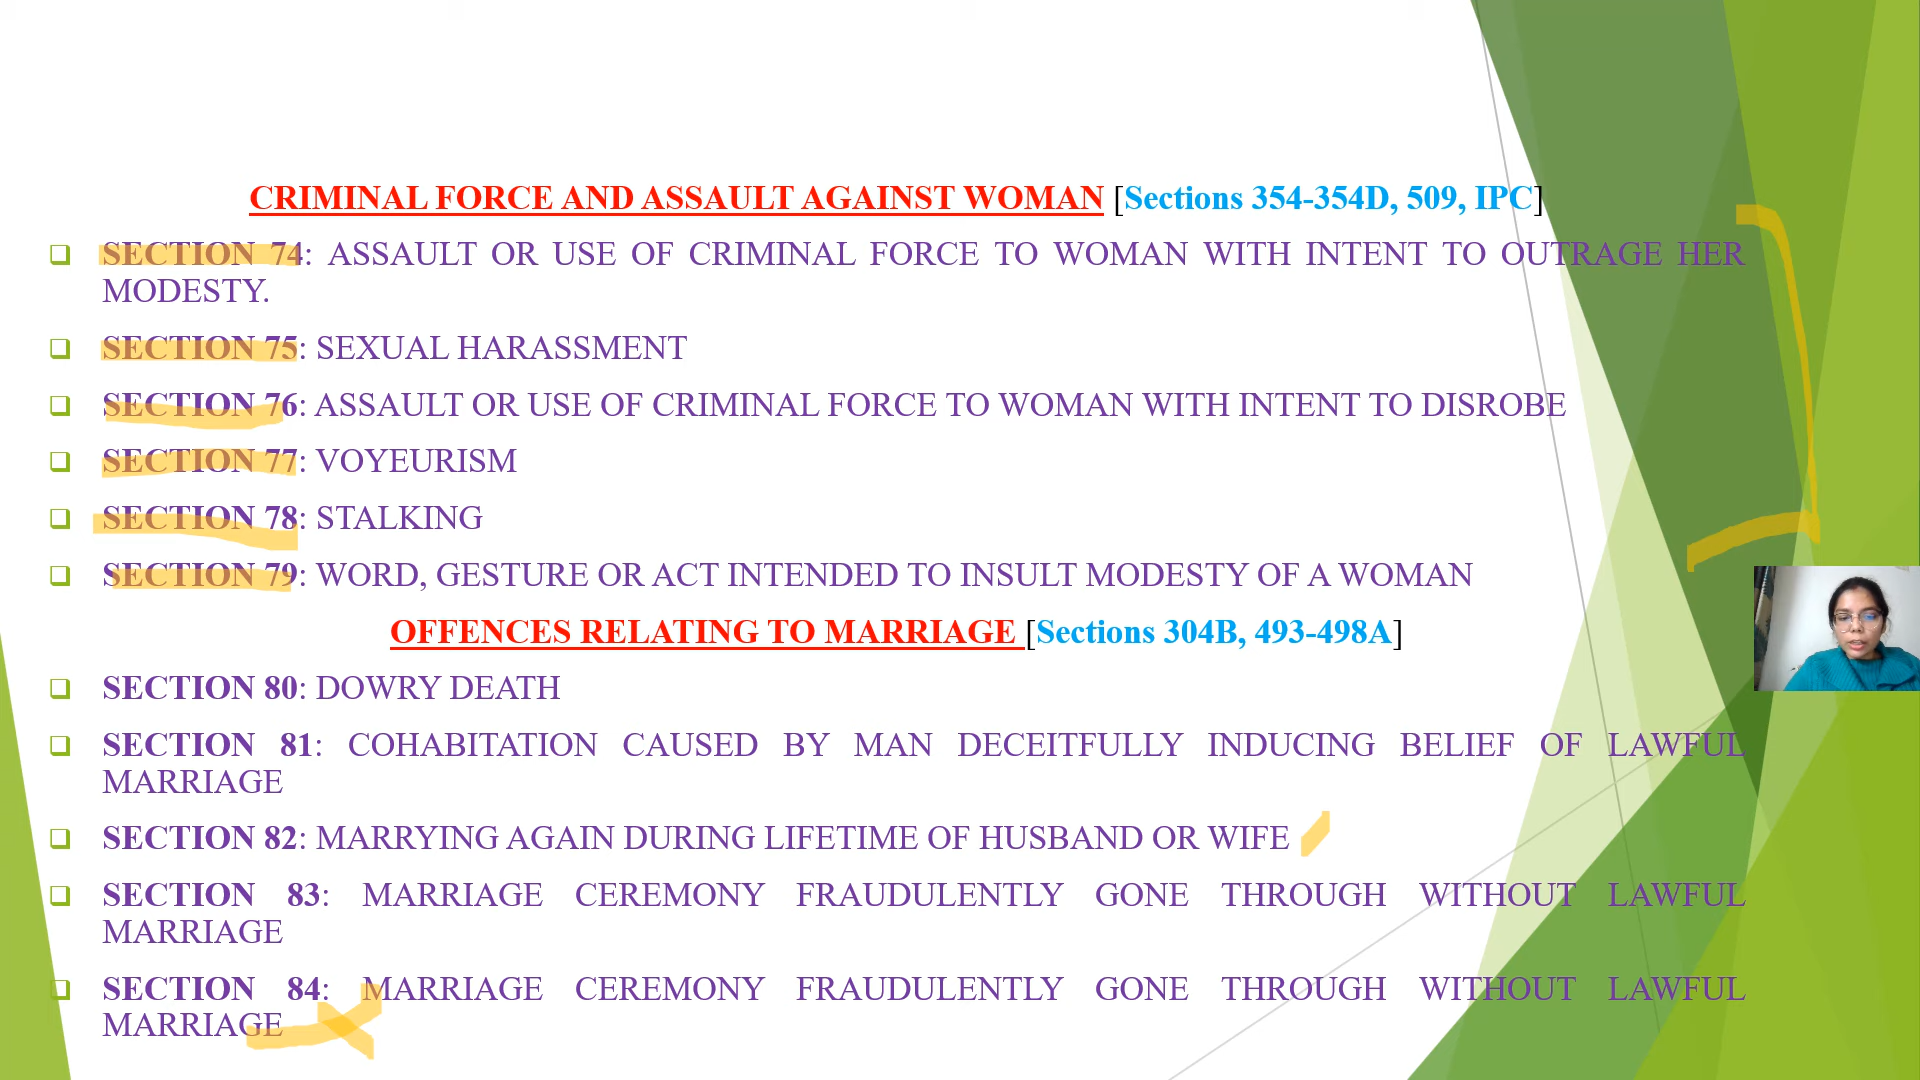 CRIMINAL FORCE AND ASSAULT AGAINST WOMAN [Sections 354-354D, 509, IPC]
SECTION 74: ASSAULT OR USE OF CRIMINAL FORCE TO WOMAN WITH INTENT TO OUTRAGE HER
MODESTY.
SECTION 75: SEXUAL HARASSMENT
SECTION 76: ASSAULT OR USE OF CRIMINAL FORCE TO WOMAN WITH INTENT TO DISROBE
SECTION 77: VOYEURISM
SECTION 78: STALKING
SECTION 79: WORD, GESTURE OR ACT INTENDED TO INSULT MODESTY OF A WOMAN
OFFENCES RELATING TO MARRIAGE [Sections 304B, 493-498A]
SECTION 80: DOWRY DEATH
SECTION 81: COHABITATION CAUSED BY MAN DECEITFULLY INDUCING BELIEF OF LAWFUL
MARRIAGE
SECTION 82: MARRYING AGAIN DURING LIFETIME OF HUSBAND OR WIFE
SECTION 83: MARRIAGE CEREMONY FRAUDULENTLY GONE THROUGH WITHOUT LAWFUL
MARRIAGE
SECTION 84: MARRIAGE CEREMONY FRAUDULENTLY GONE THROUGH WITHOUT LAWFUL
MARRIAGE